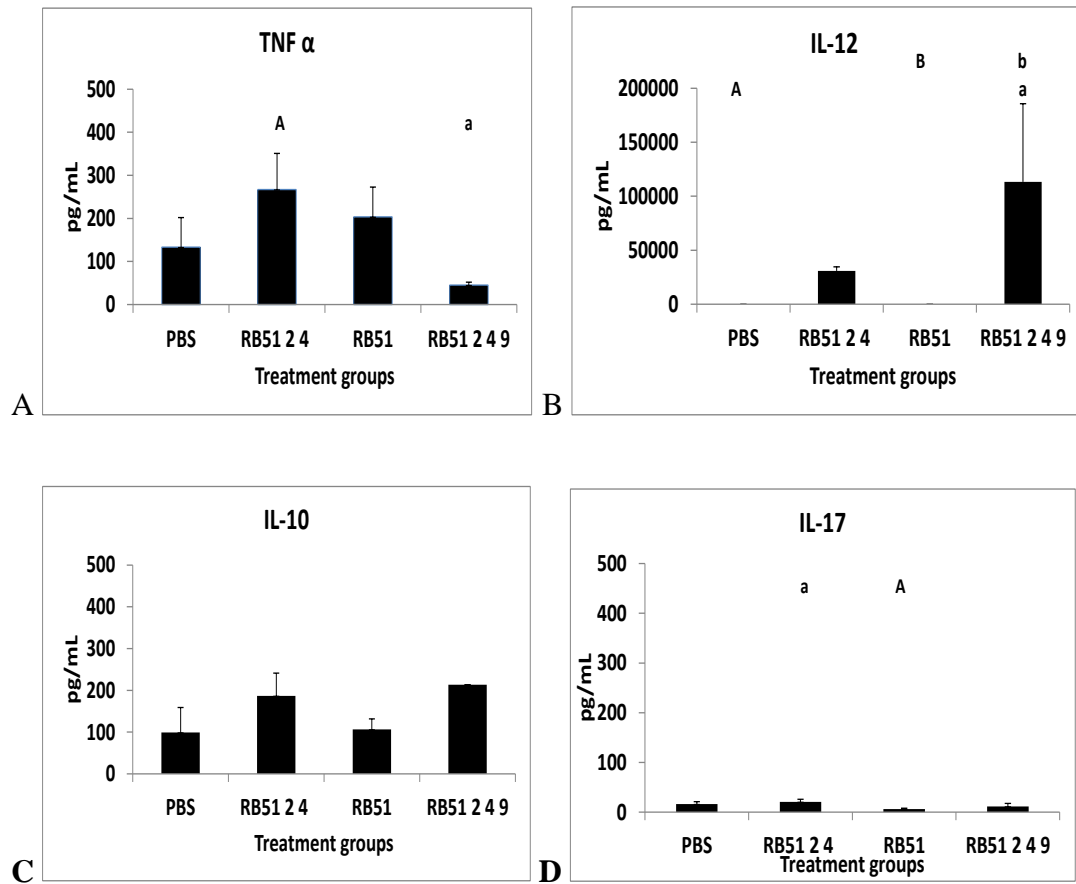 TNF α
500
400
300
200
100
0
pg/mL
A
a
PBS
RB51 2 4
RB51
RB51 2 4 9
Treatment groups
A
IL-12
200000
150000
100000
50000
0
pg/mL
A
B
b
a
PBS
RB51 2 4
RB51
RB51 2 4 9
Treatment groups
B
IL-10
500
400
300
200
100
0
pg/mL
PBS
RB51 2 4
RB51
RB51 2 4 9
Treatment groups
C
IL-17
500
400
300
200
100
0
pg/mL
a
A
PBS
RB51 2 4
RB51
RB51 2 4 9
Treatment groups
D